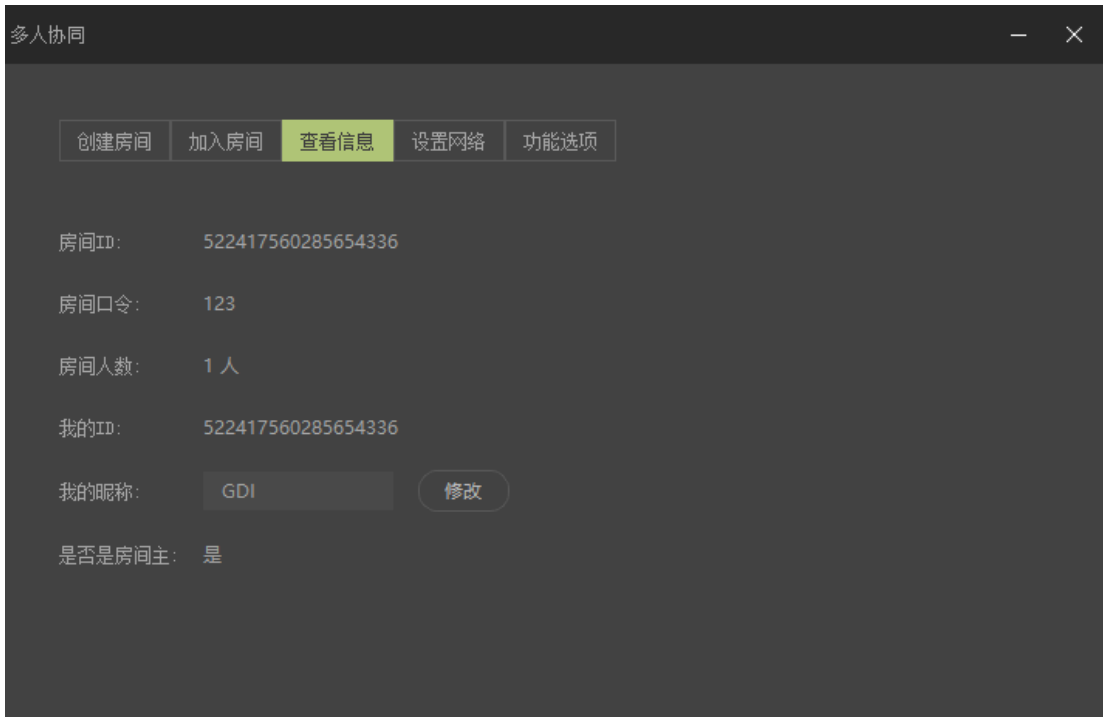 多人协同
创建房间 加入房间 查看信息 设置网络 功能选项
房间ID: 522417560285654336
房间口令: 123
房间人数: 1 人
我的ID: 522417560285654336
我的昵称: GDI 修改
是否是房间主: 是